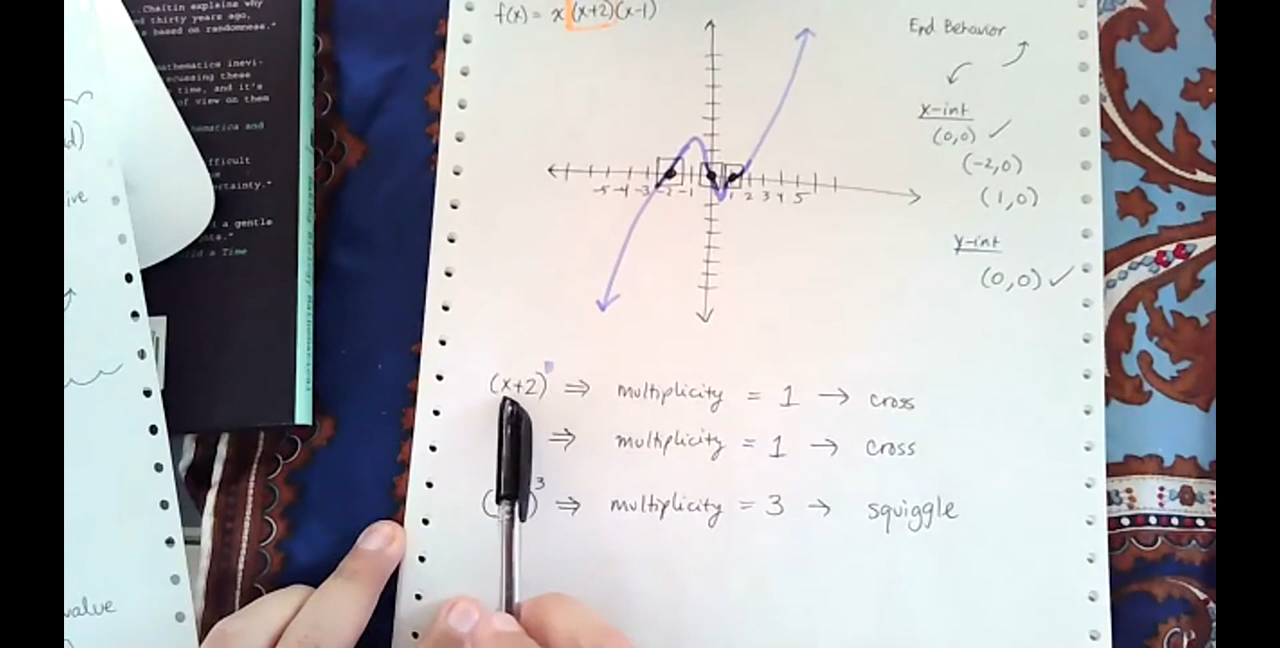 Chaitin explains why
thirty years ago,
based on randomness."
mathematics inevi-
time, and it's
of view on them
and
difficult
certainty."
a gentle
a Time
value
f(x) = x(x+2)(x-1)
End Behavior
x-int
(0,0) ✓
(-2,0)
(1,0)
y-int
(0,0) ✓
-5 -4 -3 -2 -1 1 2 3 4 5
(x+2) ⇒ multiplicity = 1 → cross
⇒ multiplicity = 1 → cross
( )³ ⇒ multiplicity = 3 → squiggle